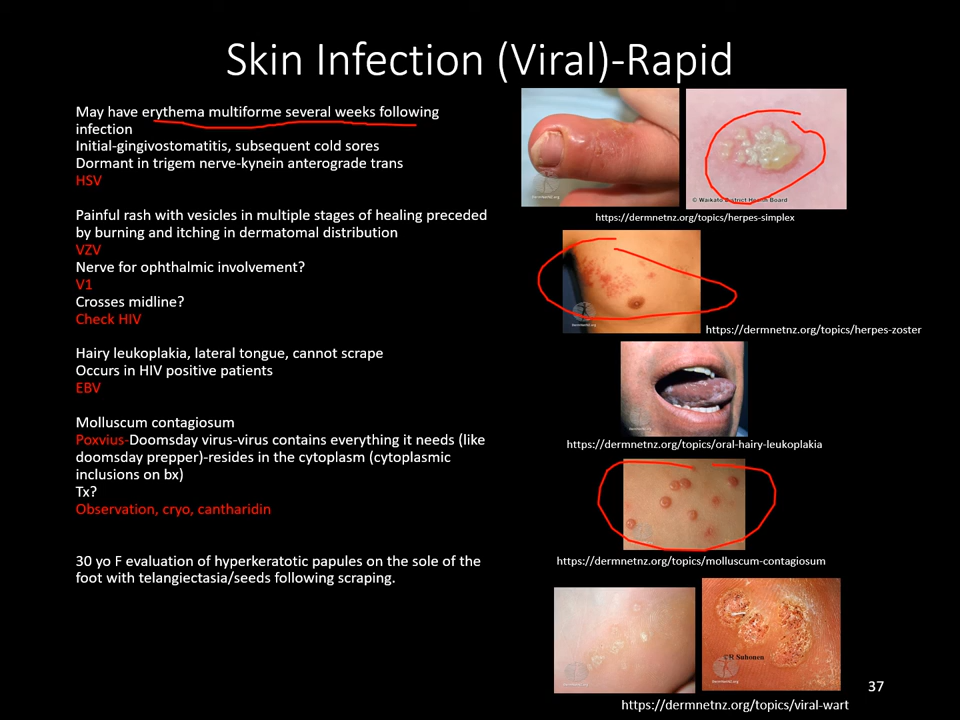 Skin Infection (Viral)-Rapid
May have erythema multiforme several weeks following
infection
Initial-gingivostomatitis, subsequent cold sores
Dormant in trigem nerve-kynein anterograde trans
HSV
Painful rash with vesicles in multiple stages of healing preceded
by burning and itching in dermatomal distribution
VZV
Nerve for ophthalmic involvement?
V1
Crosses midline?
Check HIV
Hairy leukoplakia, lateral tongue, cannot scrape
Occurs in HIV positive patients
EBV
Molluscum contagiosum
Poxvius-Doomsday virus-virus contains everything it needs (like
doomsday prepper)-resides in the cytoplasm (cytoplasmic
inclusions on bx)
Tx?
Observation, cryo, cantharidin
30 yo F evaluation of hyperkeratotic papules on the sole of the
foot with telangiectasia/seeds following scraping.
© Waikato District Health Board
https://dermnetnz.org/topics/herpes-simplex
https://dermnetnz.org/topics/herpes-zoster
https://dermnetnz.org/topics/oral-hairy-leukoplakia
https://dermnetnz.org/topics/molluscum-contagiosum
©R Suhonen
https://dermnetnz.org/topics/viral-wart
37